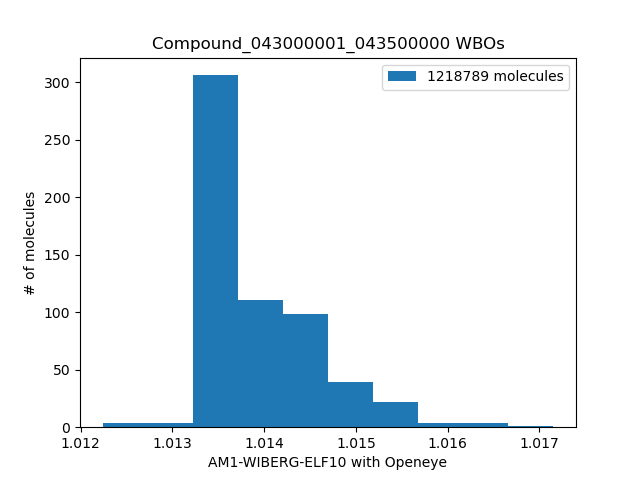 Compound_043000001_043500000 WBOs
1218789 molecules
# of molecules
300
250
200
150
100
50
0
1.012 1.013 1.014 1.015 1.016 1.017
AM1-WIBERG-ELF10 with Openeye